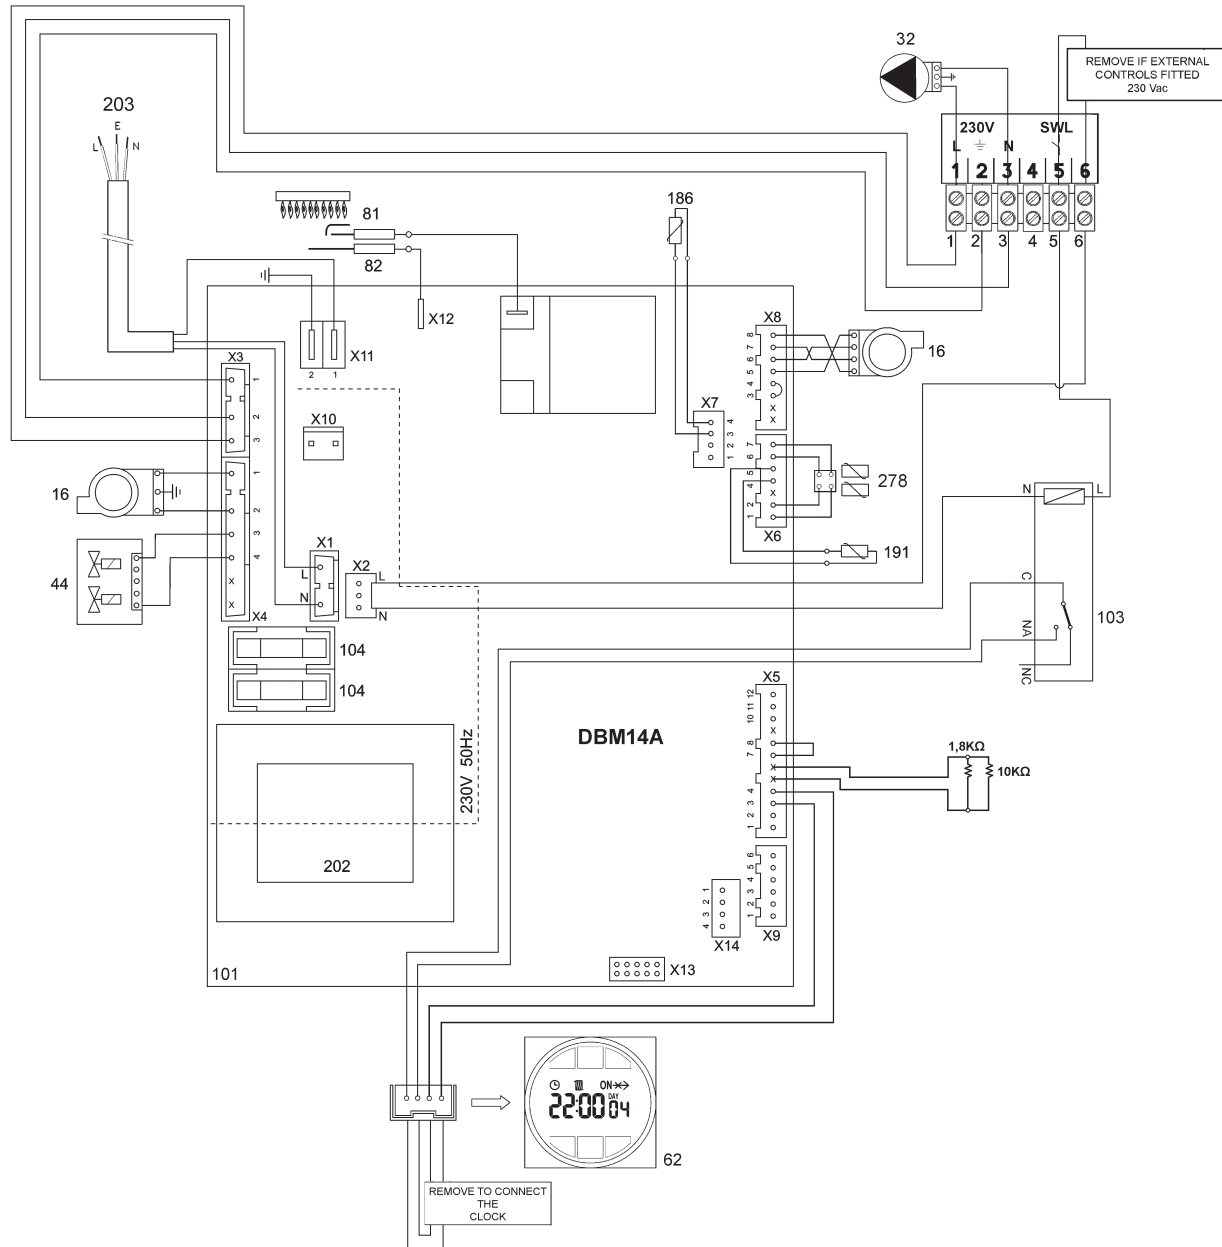 32
REMOVE IF EXTERNAL
CONTROLS FITTED
230 Vac
203
E
L N
230V SWL
L N
1 2 3 4 5 6
1 2 3 4 5 6
81
82
186
X12
X11
2 1
X3
1
2
3
X10
X8
8
7
6
5
4
3
X
X
16
X7
4
3
2
1
7
6
5
4
X
2
1
X6
278
191
16
1
2
3
4
X
X
X4
44
X1
L
N
X2
L
N
N L
C
NA
NC
103
104
104
X5
12
11
10
X
8
7
X
X
4
3
2
1
DBM14A
1,8KΩ
10KΩ
230V 50Hz
202
6
5
4
3
2
1
X9
1
2
3
4
X14
X13
101
ON
22:00
DAY
04
62
REMOVE TO CONNECT
THE
CLOCK